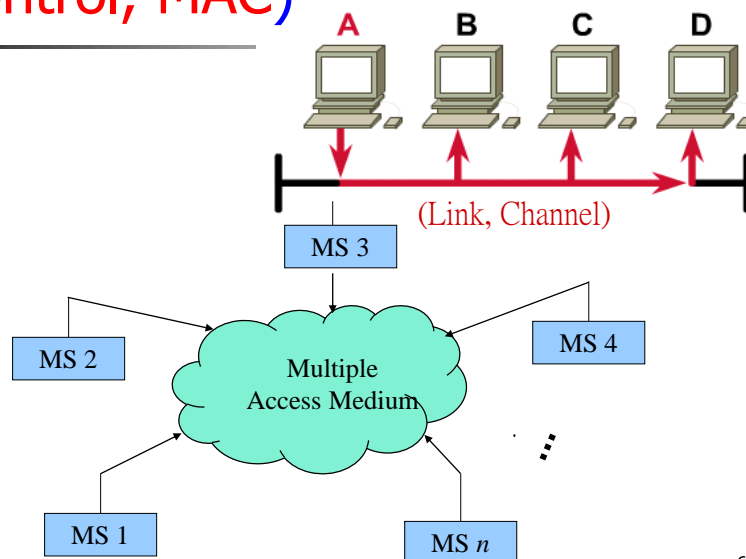 ntrol, MAC)
A B C D
(Link, Channel)
MS 3
MS 2
MS 4
Multiple
Access Medium
MS 1
MS n